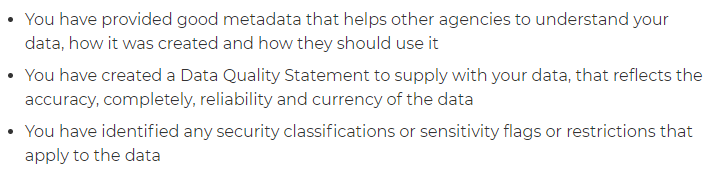 • You have provided good metadata that helps other agencies to understand your
data, how it was created and how they should use it
• You have created a Data Quality Statement to supply with your data, that reflects the
accuracy, completely, reliability and currency of the data
• You have identified any security classifications or sensitivity flags or restrictions that
apply to the data